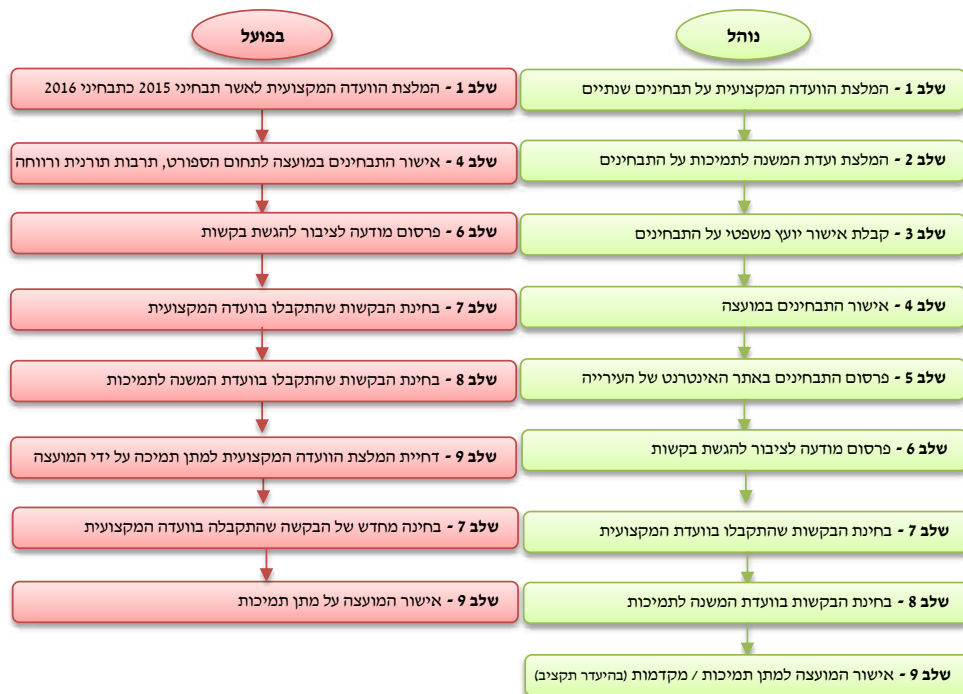 נוהל
שלב 1 - המלצת הוועדה המקצועית על תבחינים שנתיים
שלב 2 - המלצת ועדת המשנה לתמיכות על התבחינים
שלב 3 - קבלת אישור יועץ משפטי על התבחינים
שלב 4 - אישור התבחינים במועצה
שלב 5 - פרסום התבחינים באתר האינטרנט של העירייה
שלב 6 - פרסום מודעה לציבור להגשת בקשות
שלב 7 - בחינת הבקשות שהתקבלו בוועדת המקצועית
שלב 8 - בחינת הבקשות בוועדת המשנה לתמיכות
שלב 9 - אישור המועצה למתן תמיכות / מקדמות (בהיעדר תקציב)
בפועל
שלב 1 - המלצת הוועדה המקצועית לאשר תבחיני 2015 כתבחיני 2016
שלב 4 - אישור התבחינים במועצה לתחום הספורט, תרבות תורנית ורווחה
שלב 6 - פרסום מודעה לציבור להגשת בקשות
שלב 7 - בחינת הבקשות שהתקבלו בוועדה המקצועית
שלב 8 - בחינת הבקשות שהתקבלו בוועדת המשנה לתמיכות
שלב 9 - דחיית המלצת הוועדה המקצועית למתן תמיכה על ידי המועצה
שלב 7 - בחינה מחדש של הבקשה שהתקבלה בוועדה המקצועית
שלב 9 - אישור המועצה על מתן תמיכות